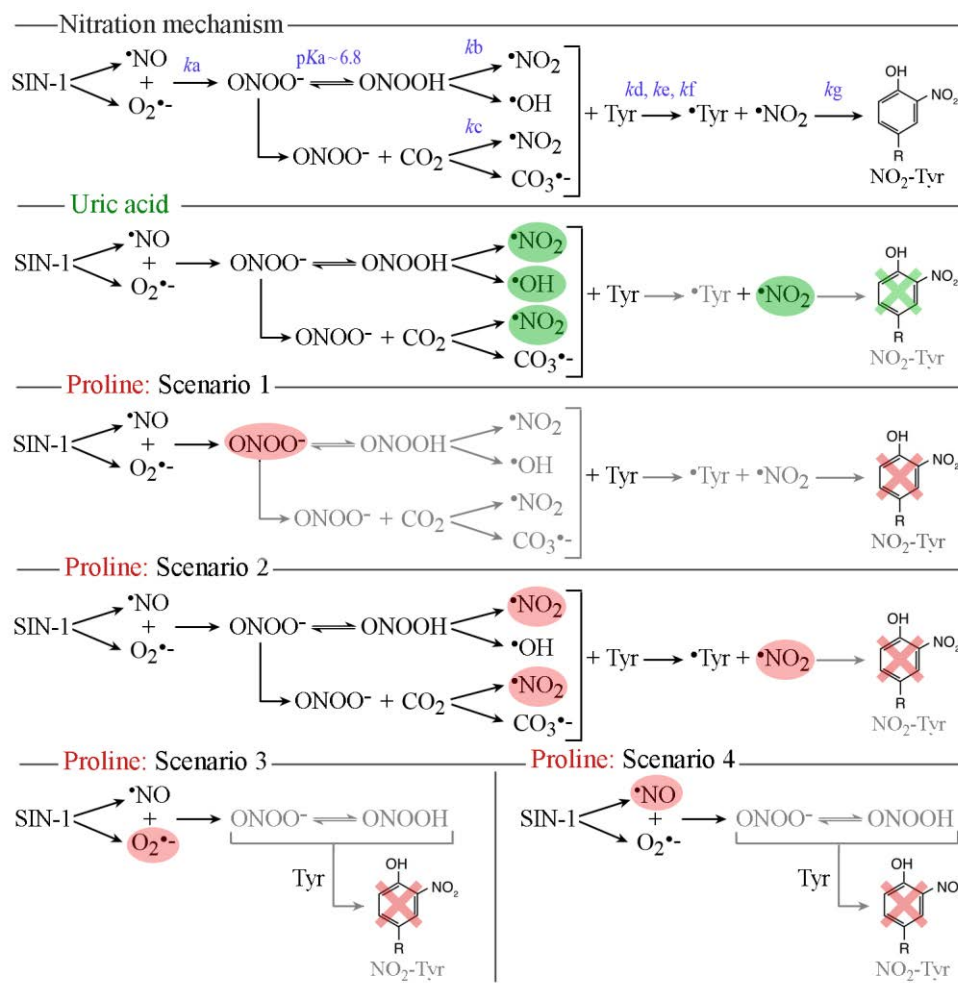 Nitration mechanism
•NO ka pKa~6.8 kb •NO2
SIN-1 + ONOO- ⇌ ONOOH kd, ke, kf kg OH NO2
O2•- •OH
+ Tyr •Tyr + •NO2
kc •NO2
ONOO- + CO2 R
CO3•- NO2-Tyr
Uric acid
•NO •NO2
SIN-1 + ONOO- ⇌ ONOOH OH NO2
O2•- •OH
+ Tyr •Tyr + •NO2
•NO2
ONOO- + CO2 R
CO3•- NO2-Tyr
Proline: Scenario 1
•NO •NO2
SIN-1 + ONOO- ⇌ ONOOH OH NO2
O2•- •OH
+ Tyr •Tyr + •NO2
•NO2
ONOO- + CO2 R
CO3•- NO2-Tyr
Proline: Scenario 2
•NO •NO2
SIN-1 + ONOO- ⇌ ONOOH OH NO2
O2•- •OH
+ Tyr •Tyr + •NO2
•NO2
ONOO- + CO2 R
CO3•- NO2-Tyr
Proline: Scenario 3
•NO
SIN-1 + ONOO- ⇌ ONOOH
O2•-
Tyr OH NO2
R
NO2-Tyr
Proline: Scenario 4
•NO
SIN-1 + ONOO- ⇌ ONOOH
O2•-
Tyr OH NO
R
NO2-Tyr